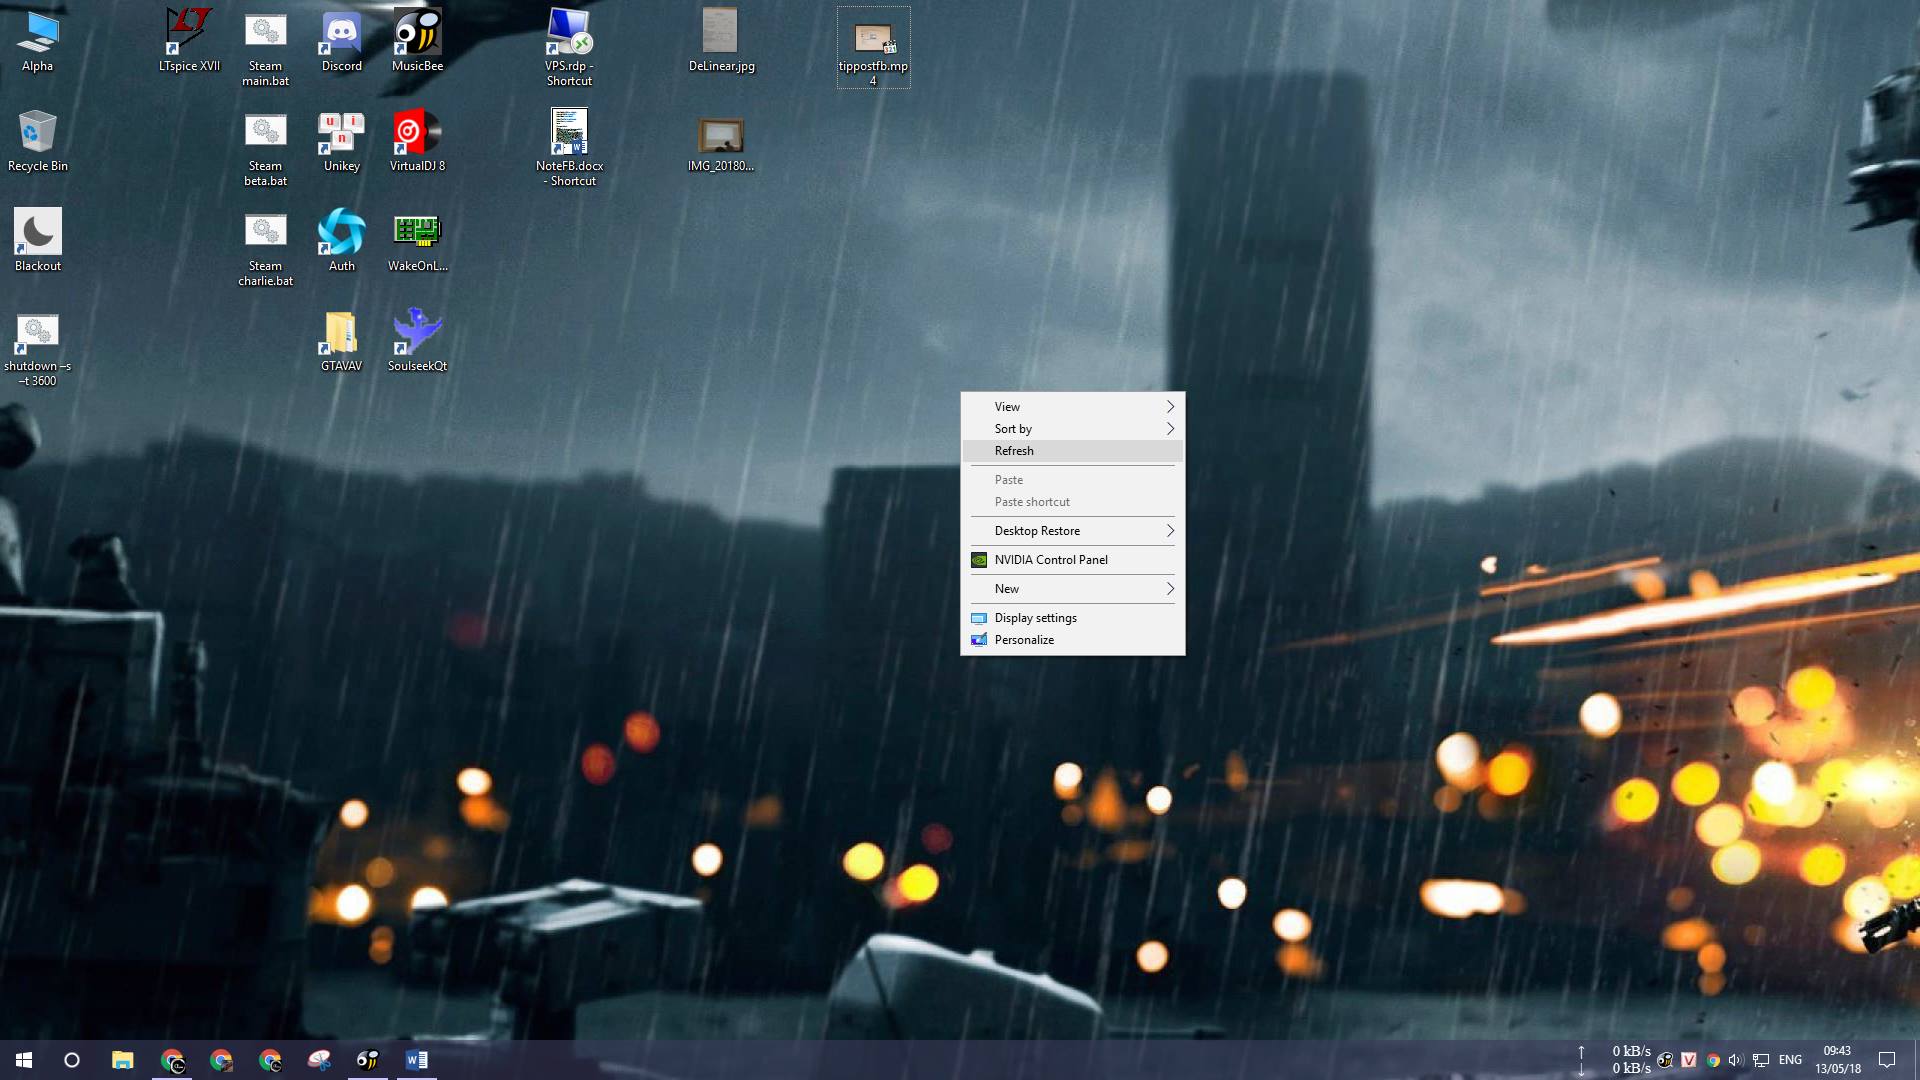 Alpha
LTspice XVII
Steam
main.bat
Discord
MusicBee
VPS.rdp -
Shortcut
DeLinear.jpg
tippostfb.mp
4
Recycle Bin
Steam
beta.bat
u i
n
Unikey
VirtualDJ 8
NoteFB.docx
- Shortcut
IMG_20180...
Blackout
Steam
charlie.bat
Auth
WakeOnL...
shutdown –s
–t 3600
GTAVAV
SoulseekQt
View
Sort by
Refresh
Paste
Paste shortcut
Desktop Restore
NVIDIA Control Panel
New
Display settings
Personalize
0 kB/s
0 kB/s
V
ENG
09:43
13/05/18